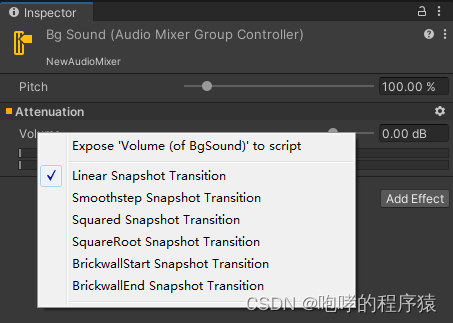 Inspector
Bg Sound (Audio Mixer Group Controller)
NewAudioMixer
Pitch 100.00 %
Attenuation
Volume 0.00 dB
Expose 'Volume (of BgSound)' to script
Linear Snapshot Transition
Smoothstep Snapshot Transition
Squared Snapshot Transition
SquareRoot Snapshot Transition
BrickwallStart Snapshot Transition
BrickwallEnd Snapshot Transition
Add Effect
CSDN @咆哮的程序猿